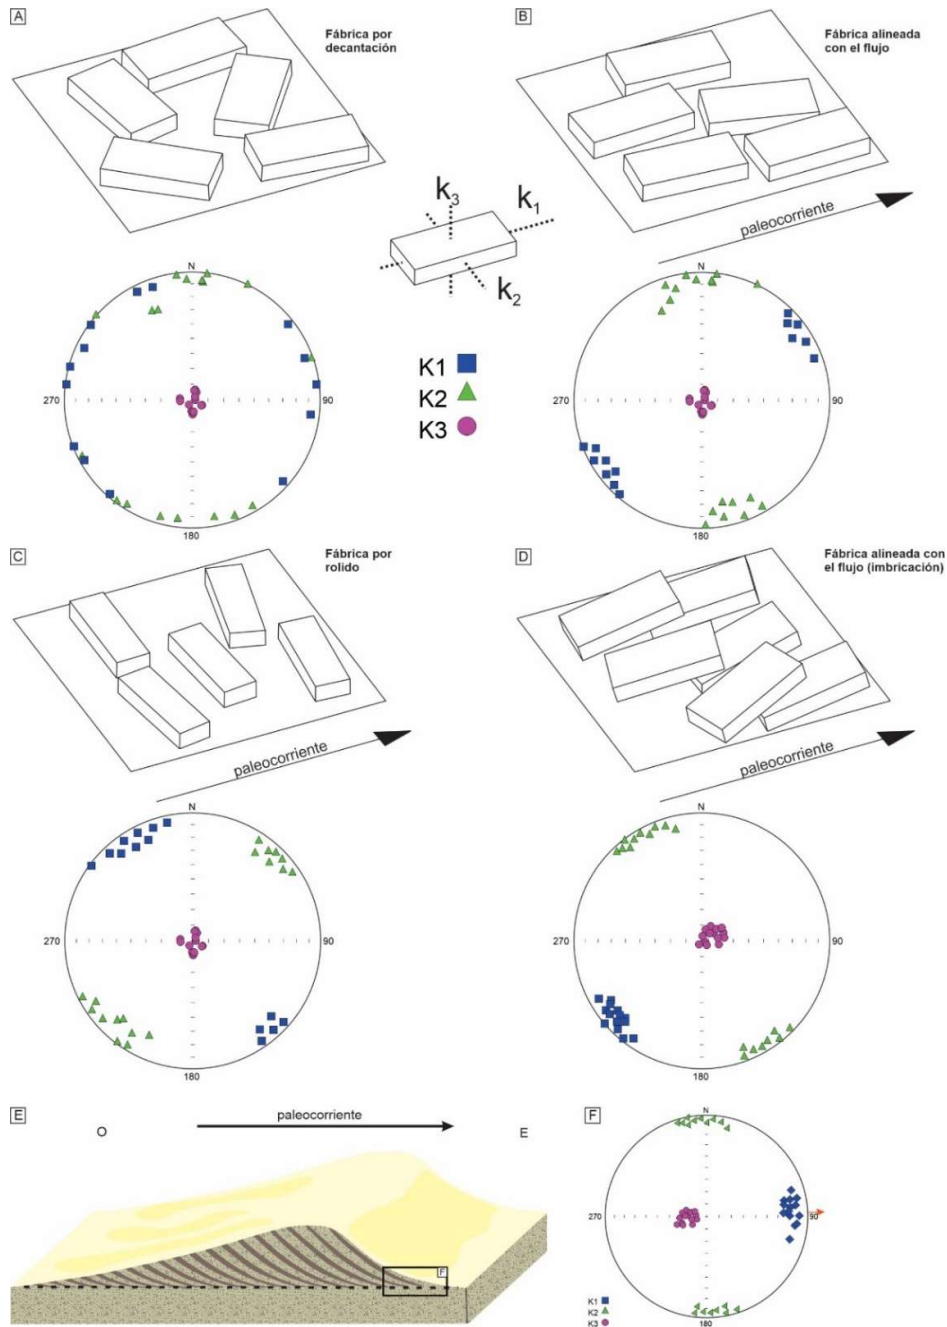 A
Fábrica por
decantación
B
Fábrica alineada
con el flujo
k3
k1
k2
paleocorriente
N
270
90
180
K1
K2
K3
N
270
90
180
C
Fábrica por
rolido
D
Fábrica alineada con
el flujo (imbricación)
paleocorriente
paleocorriente
N
270
90
180
N
270
90
180
E
paleocorriente
O
E
F
F
N
270
90
180
K1
K2
K3